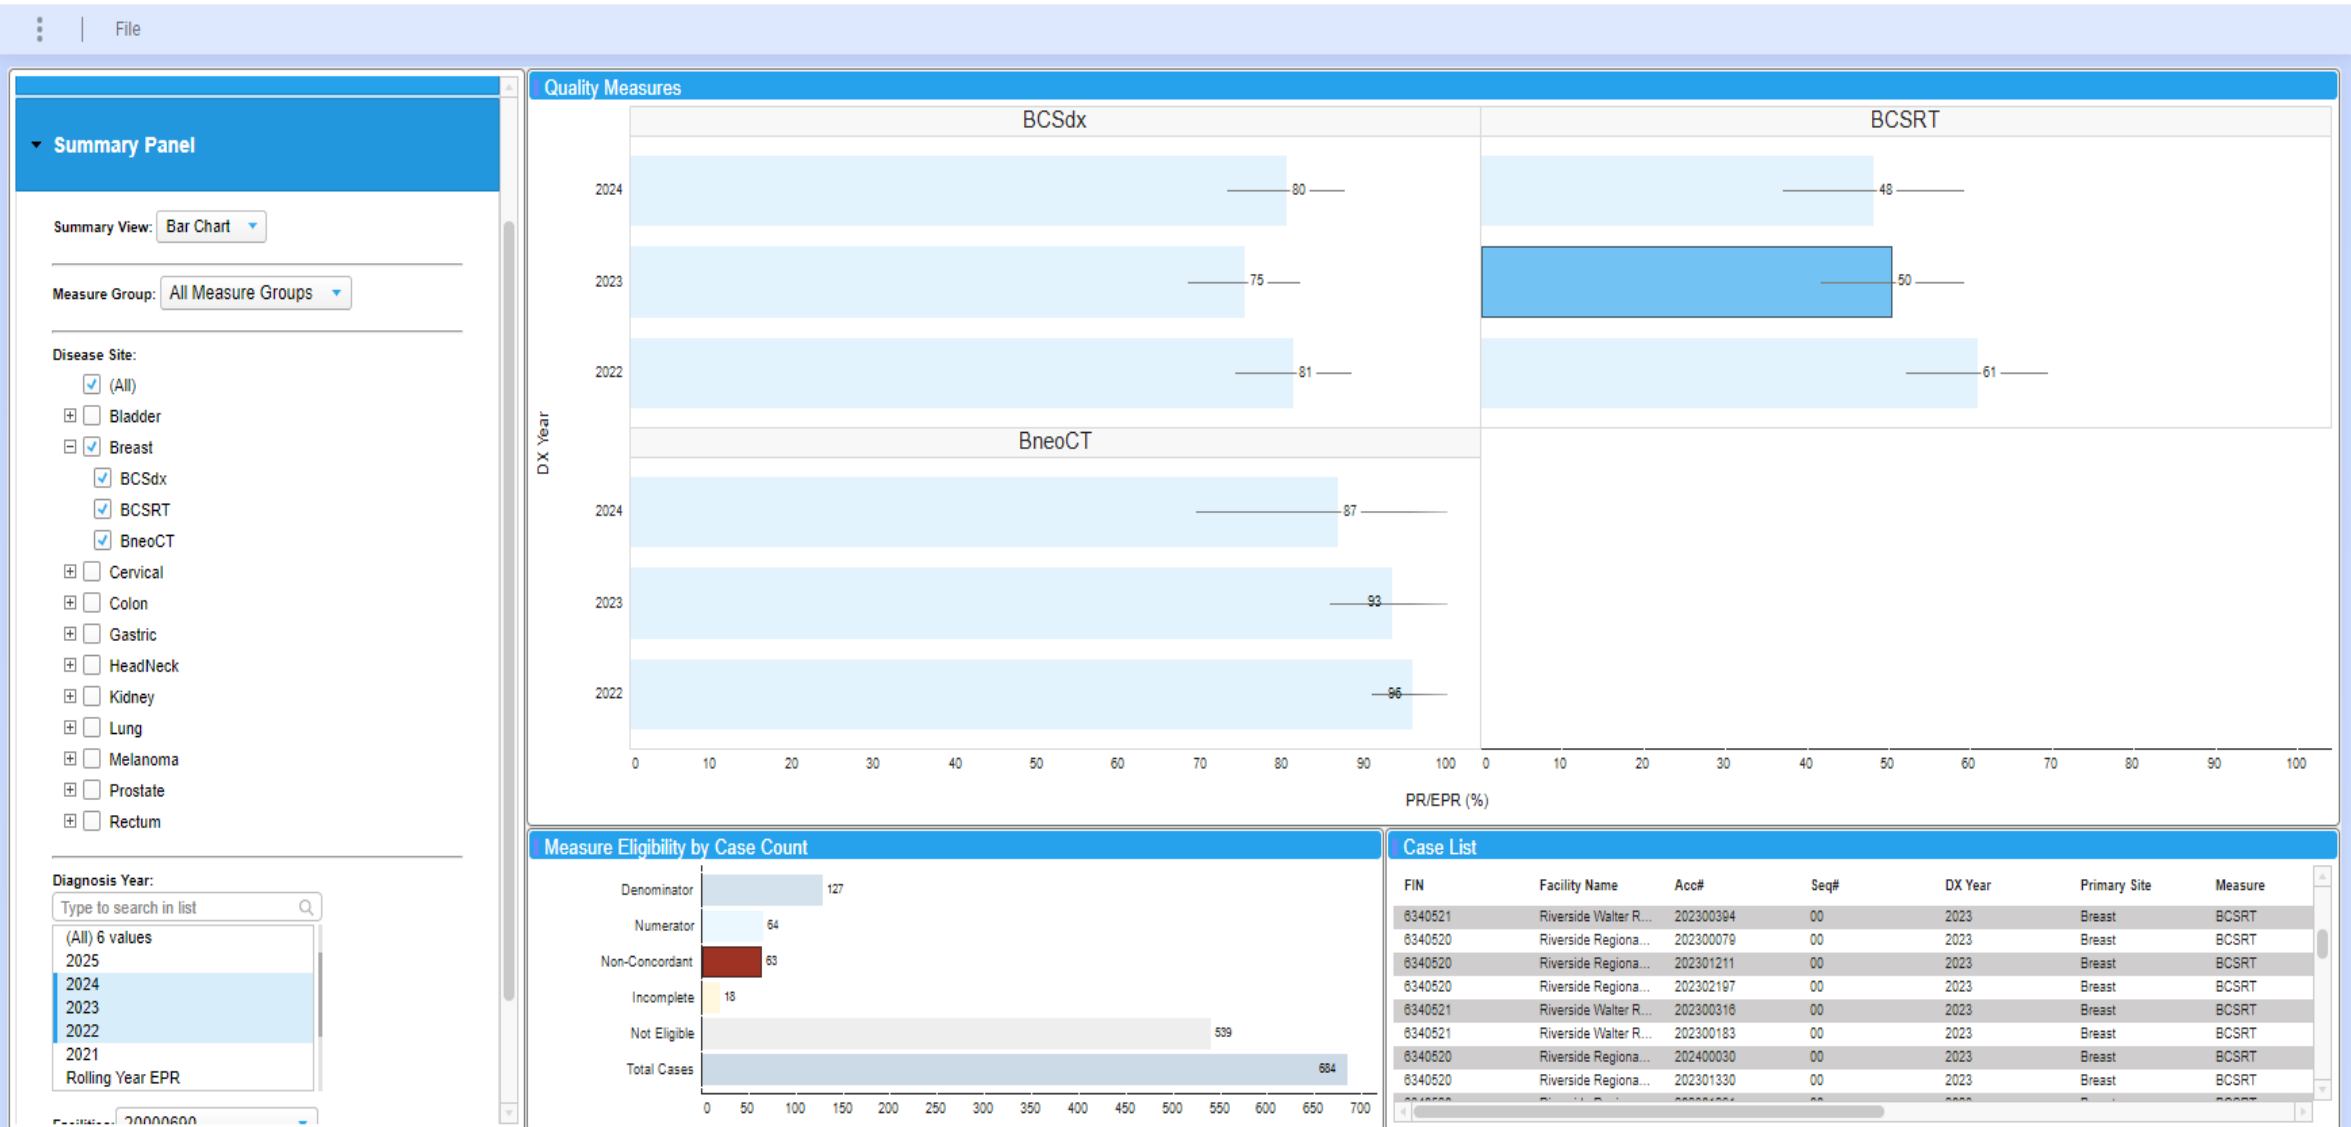 File
Summary Panel
Summary View: Bar Chart
Measure Group: All Measure Groups
Disease Site:
(All)
Bladder
Breast
BCSdx
BCSRT
BneoCT
Cervical
Colon
Gastric
HeadNeck
Kidney
Lung
Melanoma
Prostate
Rectum
Diagnosis Year:
Type to search in list
(All) 6 values
2025
2024
2023
2022
2021
Rolling Year EPR
20000690
Quality Measures
BCSdx
BCSRT
2024 80 48
2023 75 50
2022 81 61
DX Year
BneoCT
2024 87
2023 93
2022 96
0 10 20 30 40 50 60 70 80 90 100 0 10 20 30 40 50 60 70 80 90 100
PR/EPR (%)
Measure Eligibility by Case Count
Denominator 127
Numerator 64
Non-Concordant 63
Incomplete 18
Not Eligible 539
Total Cases 684
0 50 100 150 200 250 300 350 400 450 500 550 600 650 700
Case List
FIN Facility Name Acc# Seq# DX Year Primary Site Measure
6340521 Riverside Walter R... 202300394 00 2023 Breast BCSRT
6340520 Riverside Regiona... 202300079 00 2023 Breast BCSRT
6340520 Riverside Regiona... 202301211 00 2023 Breast BCSRT
6340520 Riverside Regiona... 202302197 00 2023 Breast BCSRT
6340521 Riverside Walter R... 202300316 00 2023 Breast BCSRT
6340521 Riverside Walter R... 202300183 00 2023 Breast BCSRT
6340520 Riverside Regiona... 202400030 00 2023 Breast BCSRT
6340520 Riverside Regiona... 202301330 00 2023 Breast BCSRT